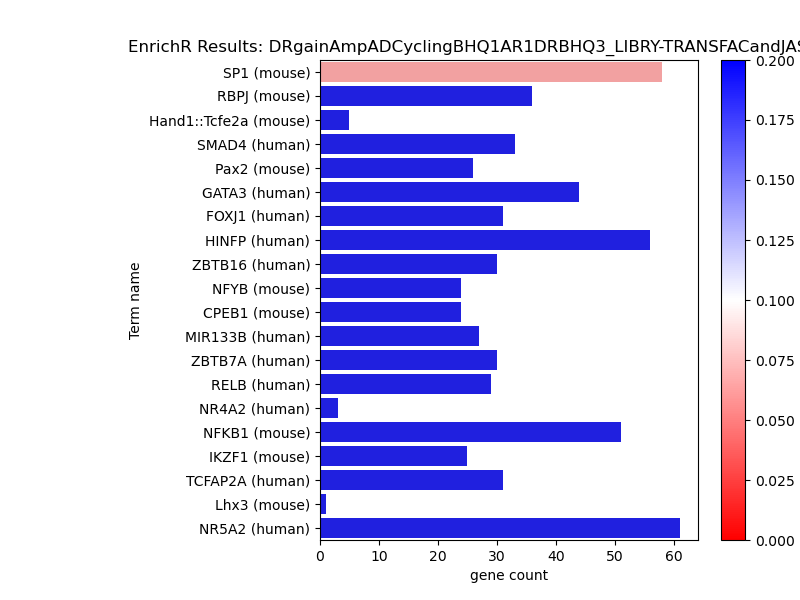 EnrichR Results: DRgainAmpADCyclingBHQ1AR1DRBHQ3_LIBRY-TRANSFACandJAS
SP1 (mouse)
RBPJ (mouse)
Hand1::Tcfe2a (mouse)
SMAD4 (human)
Pax2 (mouse)
GATA3 (human)
FOXJ1 (human)
HINFP (human)
ZBTB16 (human)
NFYB (mouse)
CPEB1 (mouse)
MIR133B (human)
ZBTB7A (human)
RELB (human)
NR4A2 (human)
NFKB1 (mouse)
IKZF1 (mouse)
TCFAP2A (human)
Lhx3 (mouse)
NR5A2 (human)
Term name
0 10 20 30 40 50 60
gene count
0.200
0.175
0.150
0.125
0.100
0.075
0.050
0.025
0.000